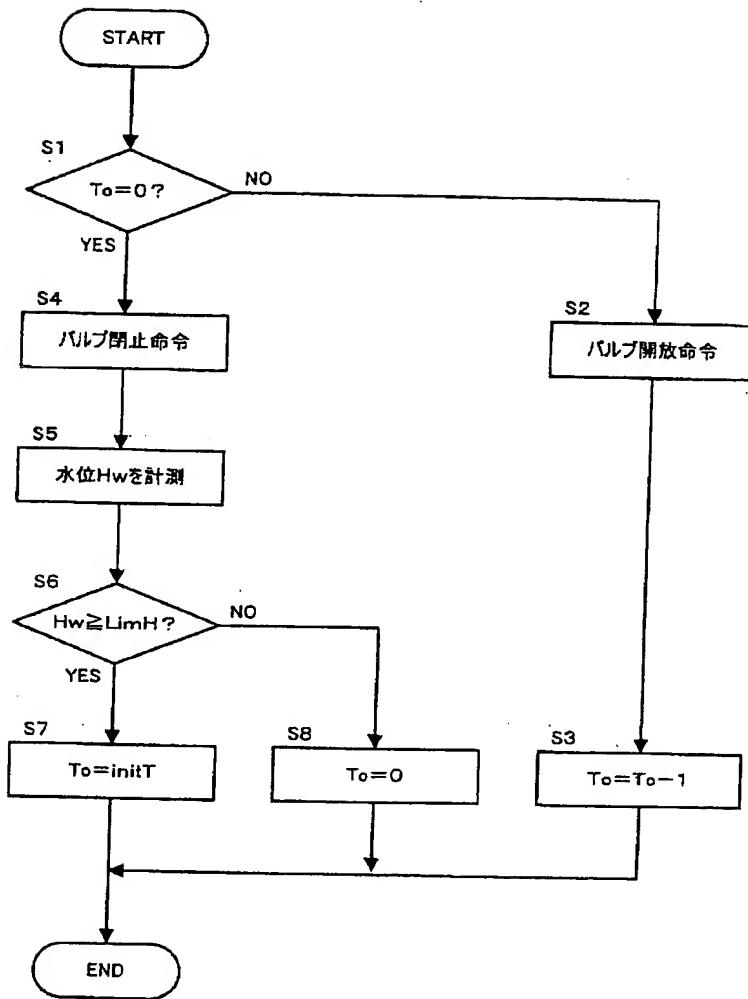 START
S1
To=0?
NO
YES
S4
バルブ閉止命令
S2
バルブ開放命令
S5
水位Hwを計測
S6
Hw≧LimH?
NO
YES
S7
To=initT
S8
To=0
S3
To=To-1
END